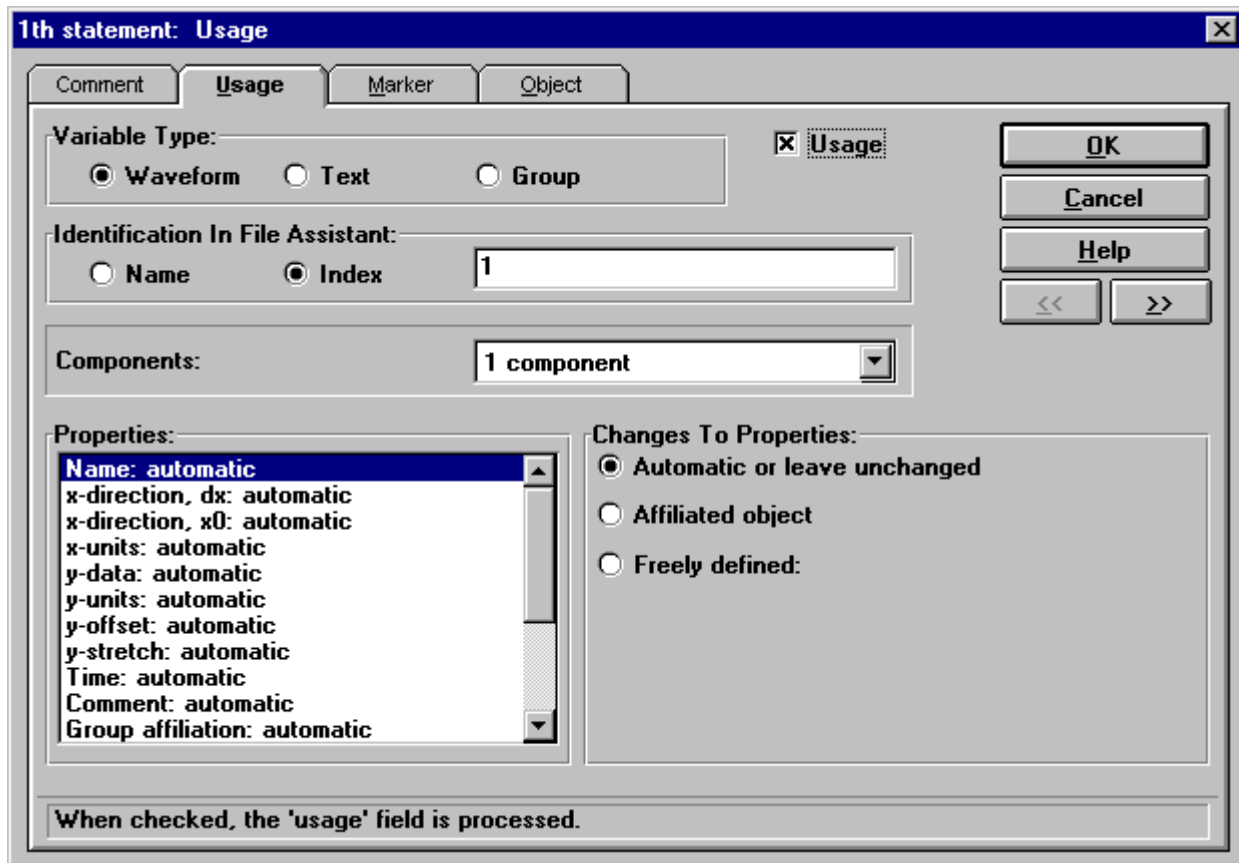 1th statement: Usage
Comment Usage Marker Object
Variable Type:
Usage
OK
Waveform Text Group
Cancel
Identification In File Assistant:
Name Index 1
Help
<< >>
Components: 1 component
Properties:
Name: automatic
x-direction, dx: automatic
x-direction, x0: automatic
x-units: automatic
y-data: automatic
y-units: automatic
y-offset: automatic
y-stretch: automatic
Time: automatic
Comment: automatic
Group affiliation: automatic
Changes To Properties:
Automatic or leave unchanged
Affiliated object
Freely defined:
When checked, the 'usage' field is processed.